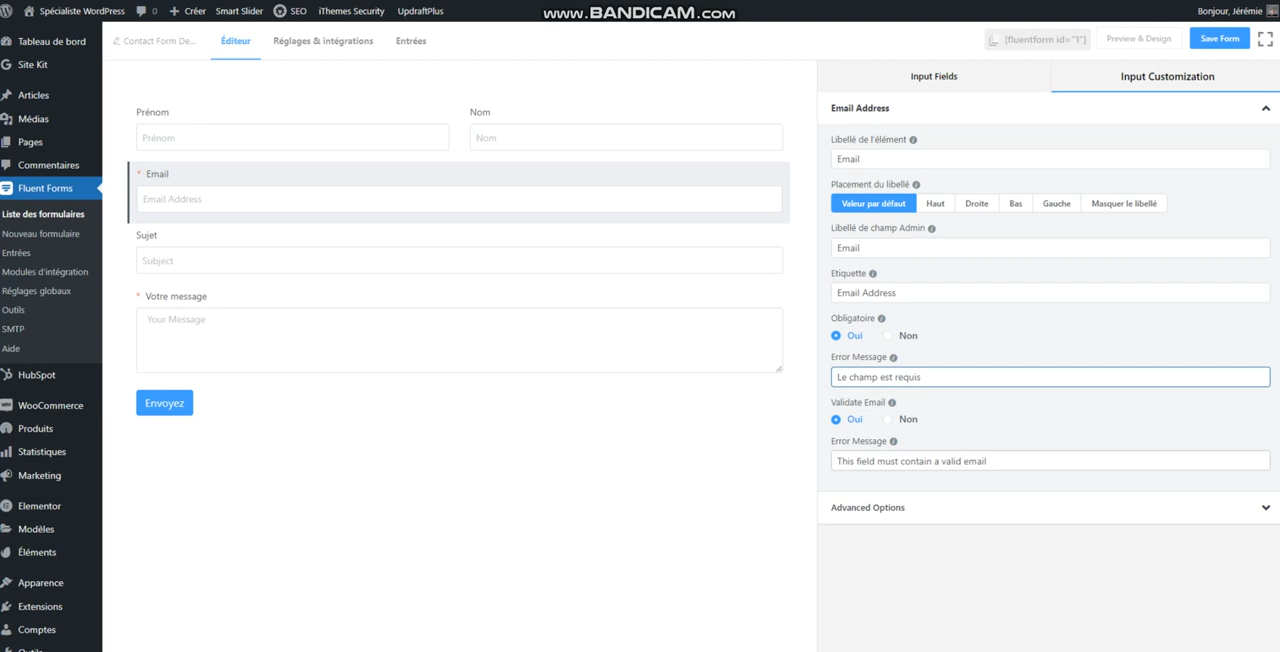 www.BANDICAM.com
Spécialiste WordPress 0 Créer Smart Slider SEO iThemes Security UpdraftPlus Bonjour, Jérémie
Tableau de bord
Site Kit
Articles
Médias
Pages
Commentaires
Fluent Forms
Liste des formulaires
Nouveau formulaire
Entrées
Modules d'intégration
Réglages globaux
Outils
SMTP
Aide
HubSpot
WooCommerce
Produits
Statistiques
Marketing
Elementor
Modèles
Éléments
Apparence
Extensions
Comptes
Outils
Contact Form De... Éditeur Réglages & intégrations Entrées [fluentform id="1"] Preview & Design Save Form
Prénom Nom
Prénom Nom
* Email
Email Address
Sujet
Subject
* Votre message
Your Message
Envoyez
Input Fields Input Customization
Email Address
Libellé de l'élément
Email
Placement du libellé
Valeur par défaut Haut Droite Bas Gauche Masquer le libellé
Libellé de champ Admin
Email
Etiquette
Email Address
Obligatoire
Oui Non
Error Message
Le champ est requis
Validate Email
Oui Non
Error Message
This field must contain a valid email
Advanced Options